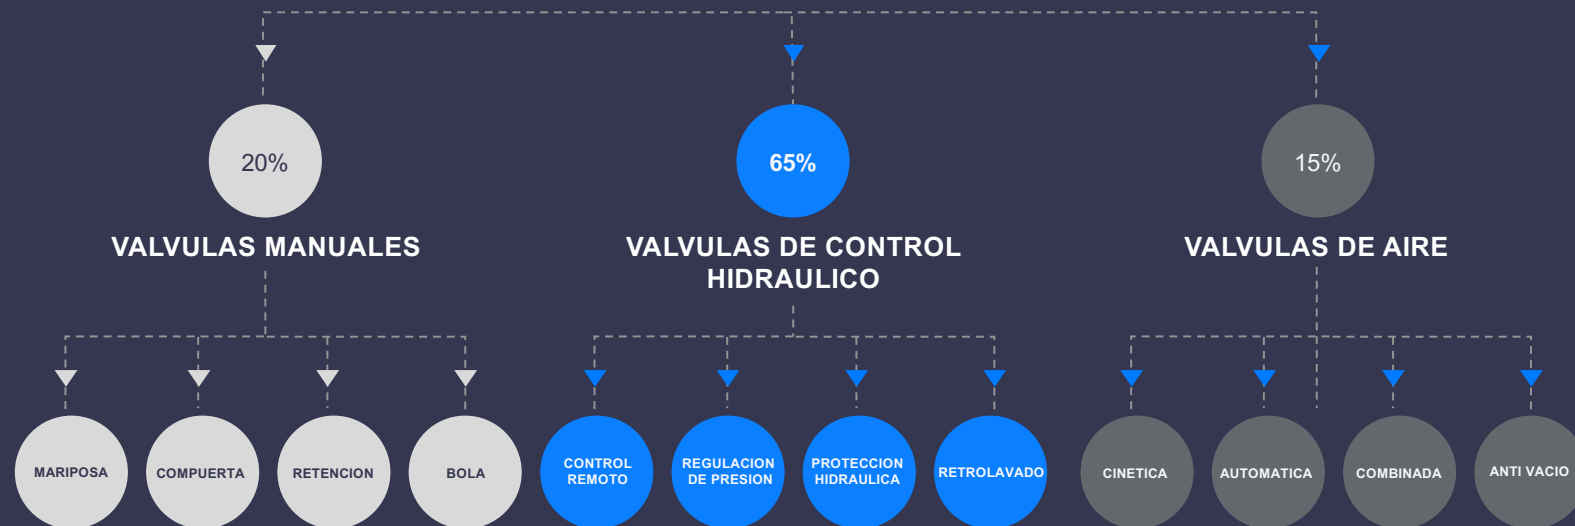 20%
65%
15%
VALVULAS MANUALES
VALVULAS DE CONTROL
HIDRAULICO
VALVULAS DE AIRE
MARIPOSA
COMPUERTA
RETENCION
BOLA
CONTROL
REMOTO
REGULACION
DE PRESION
PROTECCION
HIDRAULICA
RETROLAVADO
CINETICA
AUTOMATICA
COMBINADA
ANTI VACIO